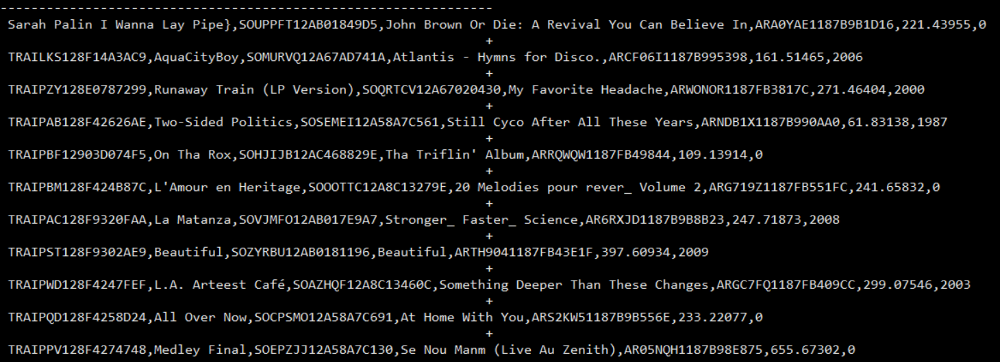 ----------------------------------------------------------------
Sarah Palin I Wanna Lay Pipe},SOUPPFT12AB01849D5,John Brown Or Die: A Revival You Can Believe In,ARA0YAE1187B9B1D16,221.43955,0
+
TRAILKS128F14A3AC9,AquaCityBoy,SOMURVQ12A67AD741A,Atlantis - Hymns for Disco.,ARCF06I1187B995398,161.51465,2006
+
TRAIPZY128E0787299,Runaway Train (LP Version),SOQRTCV12A67020430,My Favorite Headache,ARWONOR1187FB3817C,271.46404,2000
+
TRAIPAB128F42626AE,Two-Sided Politics,SOSEMEI12A58A7C561,Still Cyco After All These Years,ARNDB1X1187B990AA0,61.83138,1987
+
TRAIPBF12903D074F5,On Tha Rox,SOHJIJB12AC468829E,Tha Triflin' Album,ARRQWQW1187FB49844,109.13914,0
+
TRAIPBM128F424B87C,L'Amour en Heritage,SOOOTTC12A8C13279E,20 Melodies pour rever_ Volume 2,ARG719Z1187FB551FC,241.65832,0
+
TRAIPAC128F9320FAA,La Matanza,SOVJMFO12AB017E9A7,Stronger_ Faster_ Science,AR6RXJD1187B9B8B23,247.71873,2008
+
TRAIPST128F9302AE9,Beautiful,SOZYRBU12AB0181196,Beautiful,ARTH9041187FB43E1F,397.60934,2009
+
TRAIPWD128F4247FEF,L.A. Arteest Café,SOAZHQF12A8C13460C,Something Deeper Than These Changes,ARGC7FQ1187FB409CC,299.07546,2003
+
TRAIPQD128F4258D24,All Over Now,SOCPSMO12A58A7C691,At Home With You,ARS2KW51187B9B556E,233.22077,0
+
TRAIPPV128F4274748,Medley Final,SOEPZJJ12A58A7C130,Se Nou Manm (Live Au Zenith),AR05NQH1187B98E875,655.67302,0